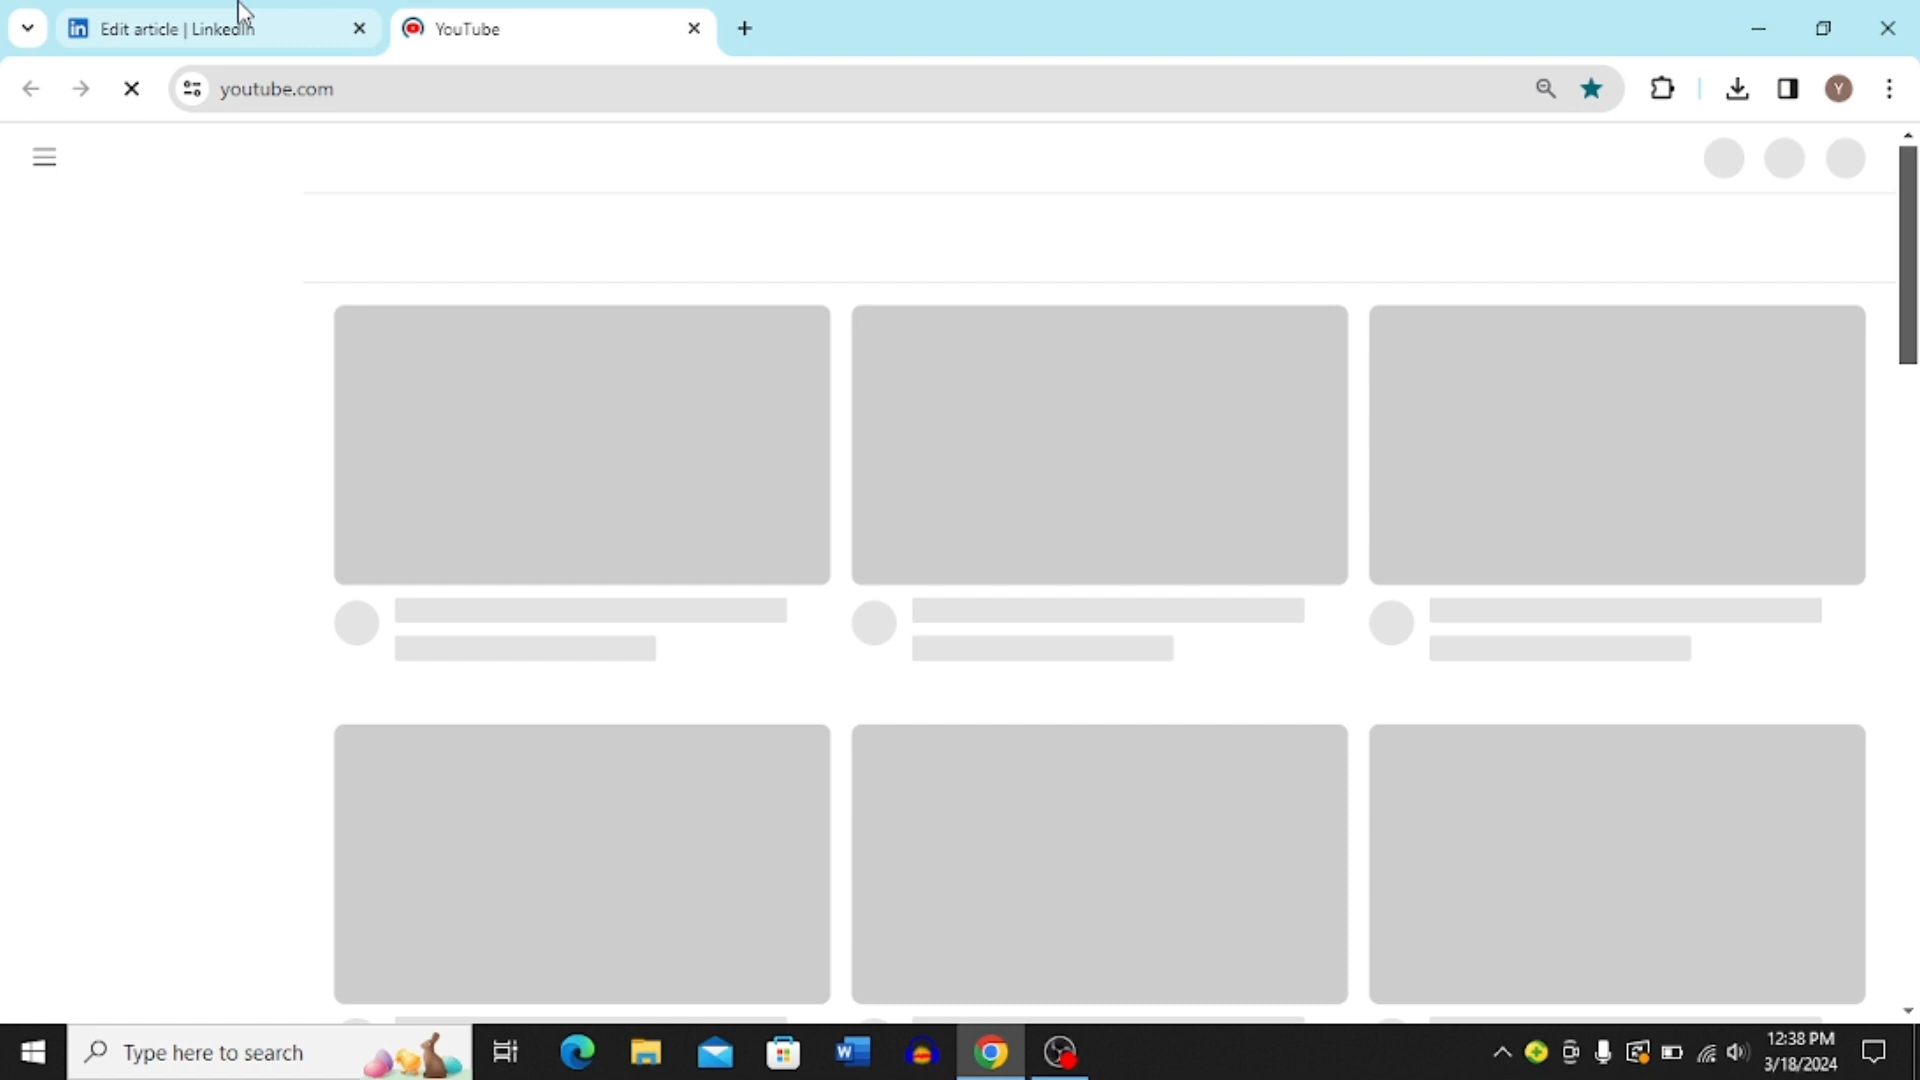 Edit article | LinkedIn
YouTube
youtube.com
Y
Type here to search
12:38 PM
3/18/2024